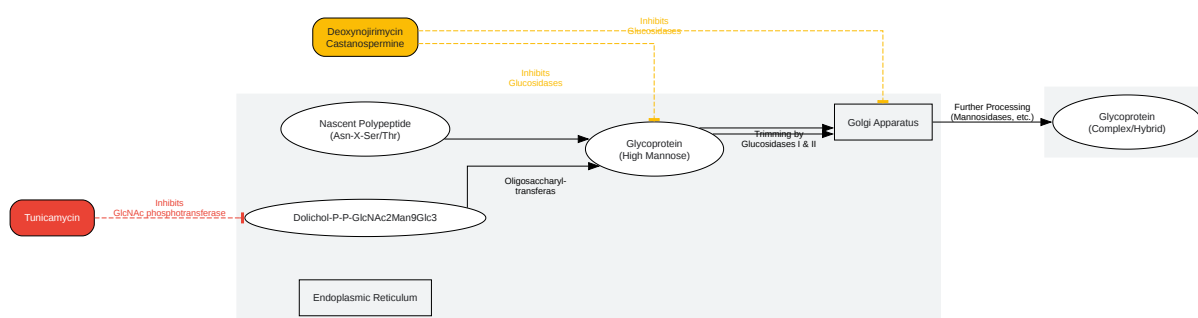 Deoxynojirimycin
Castanospermine
Inhibits
Glucosidases
Inhibits
Glucosidases
Nascent Polypeptide
(Asn-X-Ser/Thr)
Glycoprotein
(High Mannose)
Trimming by
Glucosidases I & II
Golgi Apparatus
Further Processing
(Mannosidases, etc.)
Glycoprotein
(Complex/Hybrid)
Oligosaccharyl-
transferas
Tunicamycin
Inhibits
GlcNAc phosphotransferase
Dolichol-P-P-GlcNAc2Man9Glc3
Endoplasmic Reticulum